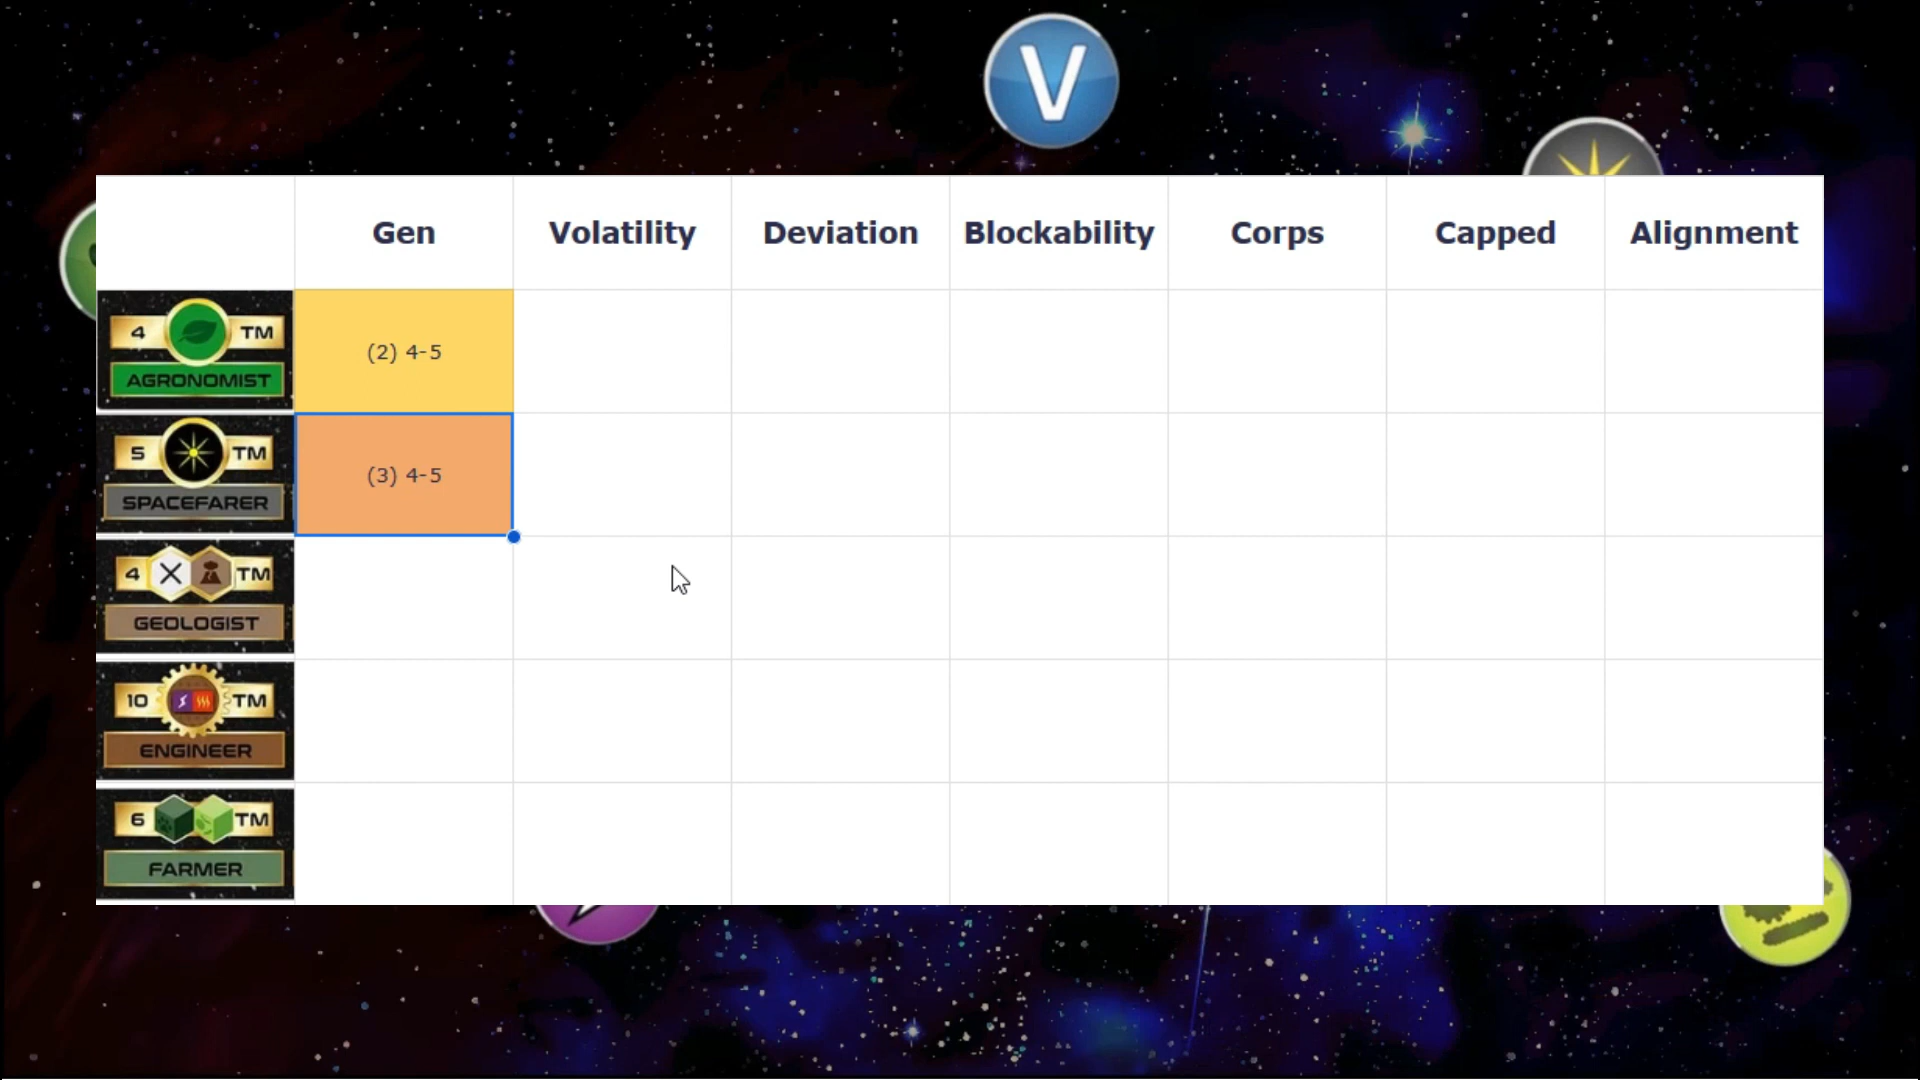 V
Gen Volatility Deviation Blockability Corps Capped Alignment
4 TM
AGRONOMIST
(2) 4-5
5 TM
SPACEFARER
(3) 4-5
4 TM
GEOLOGIST
10 TM
ENGINEER
6 TM
FARMER